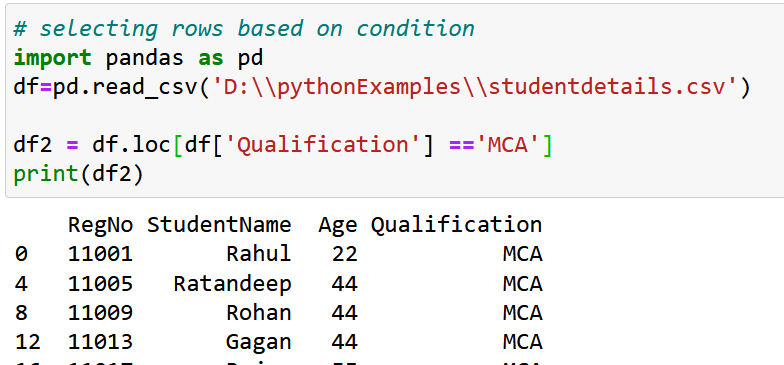 # selecting rows based on condition
import pandas as pd
df=pd.read_csv('D:\\pythonExamples\\studentdetails.csv')
df2 = df.loc[df['Qualification'] =='MCA']
print(df2)
RegNo StudentName Age Qualification
0 11001 Rahul 22 MCA
4 11005 Ratandeep 44 MCA
8 11009 Rohan 44 MCA
12 11013 Gagan 44 MCA